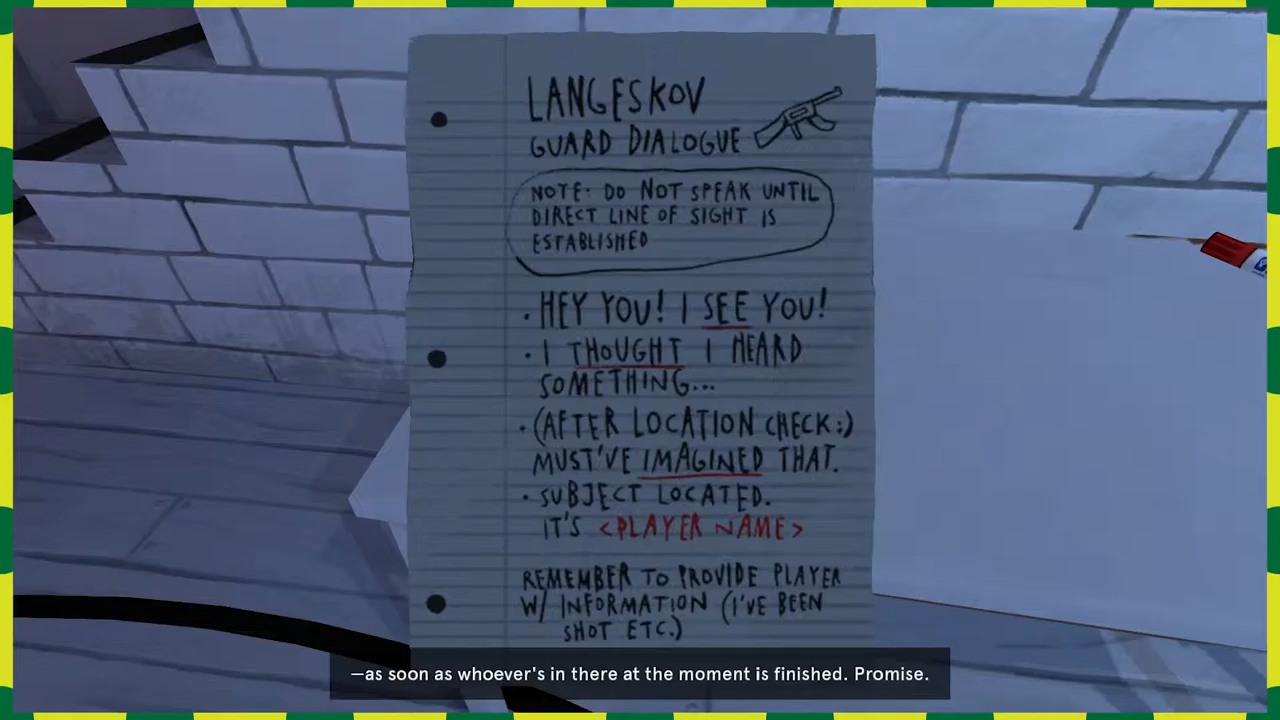 LANGESKOV
GUARD DIALOGUE
NOTE: DO NOT SPEAK UNTIL
DIRECT LINE OF SIGHT IS
ESTABLISHED
• HEY YOU! I SEE YOU!
• I THOUGHT I HEARD
SOMETHING...
• (AFTER LOCATION CHECK:)
MUST'VE IMAGINED THAT.
• SUBJECT LOCATED.
IT'S <PLAYER NAME>
REMEMBER TO PROVIDE PLAYER
W/ INFORMATION (I'VE BEEN
SHOT ETC.)
—as soon as whoever's in there at the moment is finished. Promise.